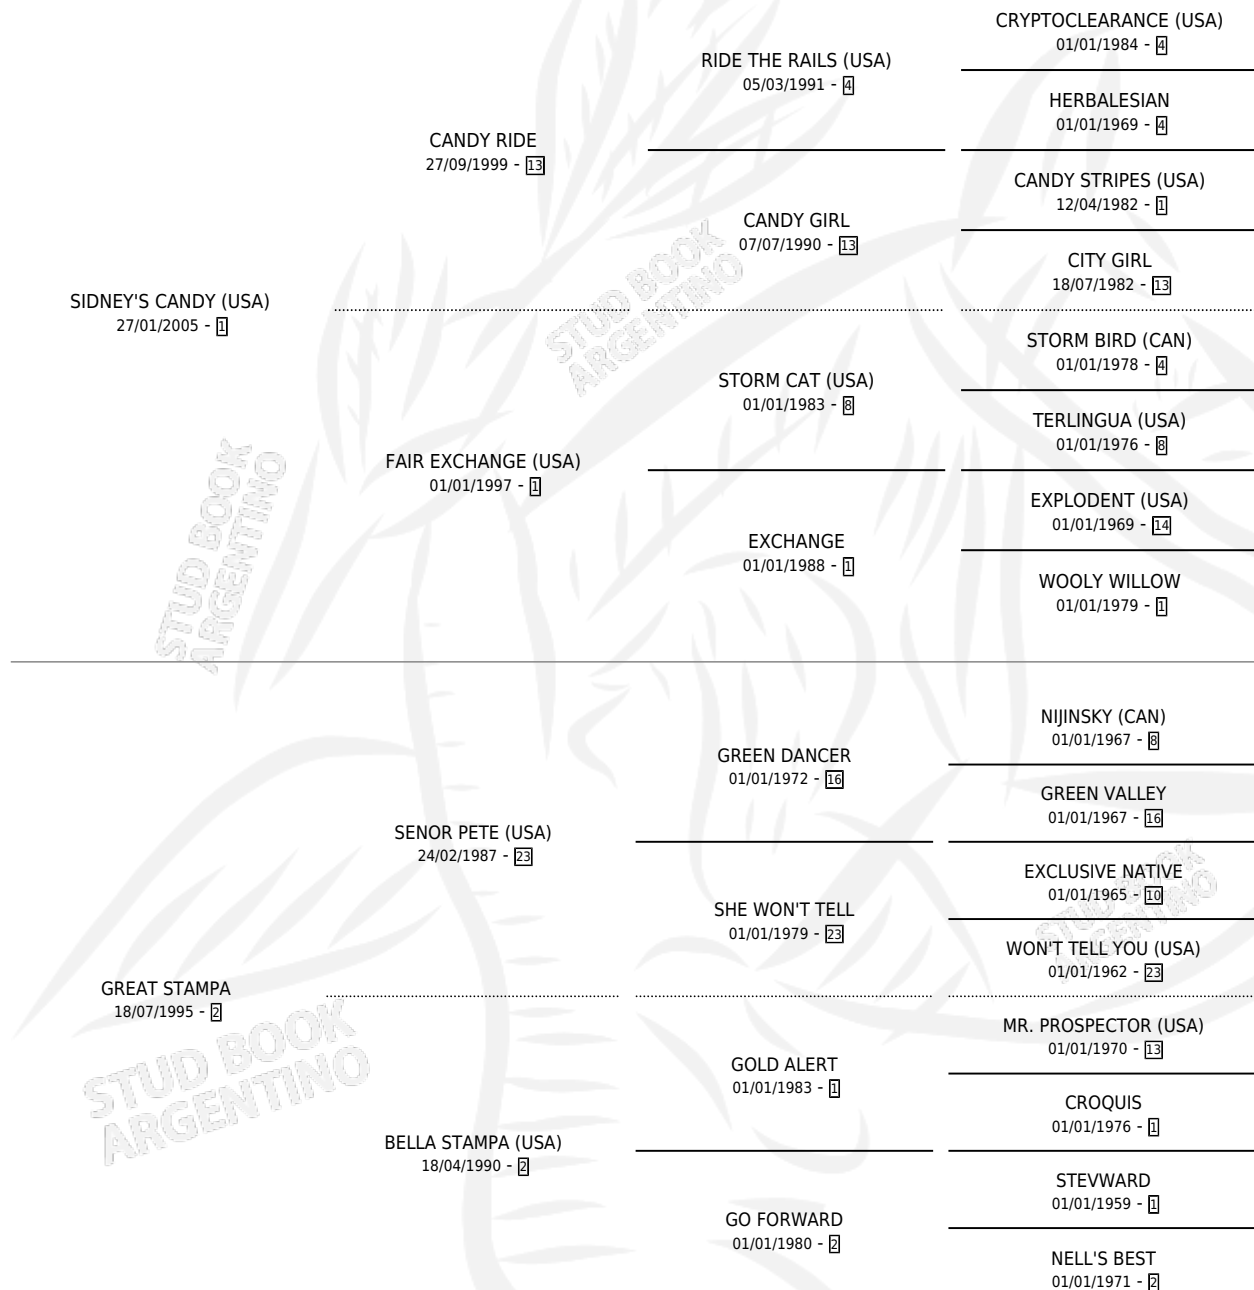 CRYPTOCLEARANCE (USA)
01/01/1984 - 4
RIDE THE RAILS (USA)
05/03/1991 - 4
HERBALESIAN
01/01/1969 - 4
CANDY RIDE
27/09/1999 - 13
CANDY STRIPES (USA)
12/04/1982 - 1
CANDY GIRL
07/07/1990 - 13
CITY GIRL
18/07/1982 - 13
SIDNEY'S CANDY (USA)
27/01/2005 - 1
STORM BIRD (CAN)
01/01/1978 - 4
STORM CAT (USA)
01/01/1983 - 8
TERLINGUA (USA)
01/01/1976 - 8
FAIR EXCHANGE (USA)
01/01/1997 - 1
EXPLODENT (USA)
01/01/1969 - 14
EXCHANGE
01/01/1988 - 1
WOOLY WILLOW
01/01/1979 - 1
NIJINSKY (CAN)
01/01/1967 - 8
GREEN DANCER
01/01/1972 - 16
GREEN VALLEY
01/01/1967 - 16
SENOR PETE (USA)
24/02/1987 - 23
EXCLUSIVE NATIVE
01/01/1965 - 10
SHE WON'T TELL
01/01/1979 - 23
WON'T TELL YOU (USA)
01/01/1962 - 23
GREAT STAMPA
18/07/1995 - 2
MR. PROSPECTOR (USA)
01/01/1970 - 13
GOLD ALERT
01/01/1983 - 1
CROQUIS
01/01/1976 - 1
BELLA STAMPA (USA)
18/04/1990 - 2
STEVWARD
01/01/1959 - 1
GO FORWARD
01/01/1980 - 2
NELL'S BEST
01/01/1971 - 2
STUD BOOK
ARGENTINO
STUD BOOK
ARGENTINO
STUD BOOK
ARGENTINO
STUD BOOK
ARGENTINO